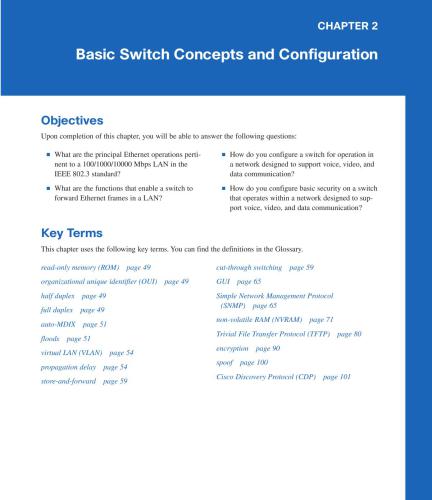 CHAPTER 2
Basic Switch Concepts and Configuration
Objectives
Upon completion of this chapter, you will be able to answer the following questions:
■ What are the principal Ethernet operations perti-
nent to a 100/1000/10000 Mbps LAN in the
IEEE 802.3 standard?
■ What are the functions that enable a switch to
forward Ethernet frames in a LAN?
■ How do you configure a switch for operation in
a network designed to support voice, video, and
data communication?
■ How do you configure basic security on a switch
that operates within a network designed to sup-
port voice, video, and data communication?
Key Terms
This chapter uses the following key terms. You can find the definitions in the Glossary.
read-only memory (ROM) page 49
organizational unique identifier (OUI) page 49
half duplex page 49
full duplex page 49
auto-MDIX page 51
floods page 51
virtual LAN (VLAN) page 54
propagation delay page 54
store-and-forward page 59
cut-through switching page 59
GUI page 65
Simple Network Management Protocol
(SNMP) page 65
non-volatile RAM (NVRAM) page 71
Trivial File Transfer Protocol (TFTP) page 80
encryption page 90
spoof page 100
Cisco Discovery Protocol (CDP) page 101